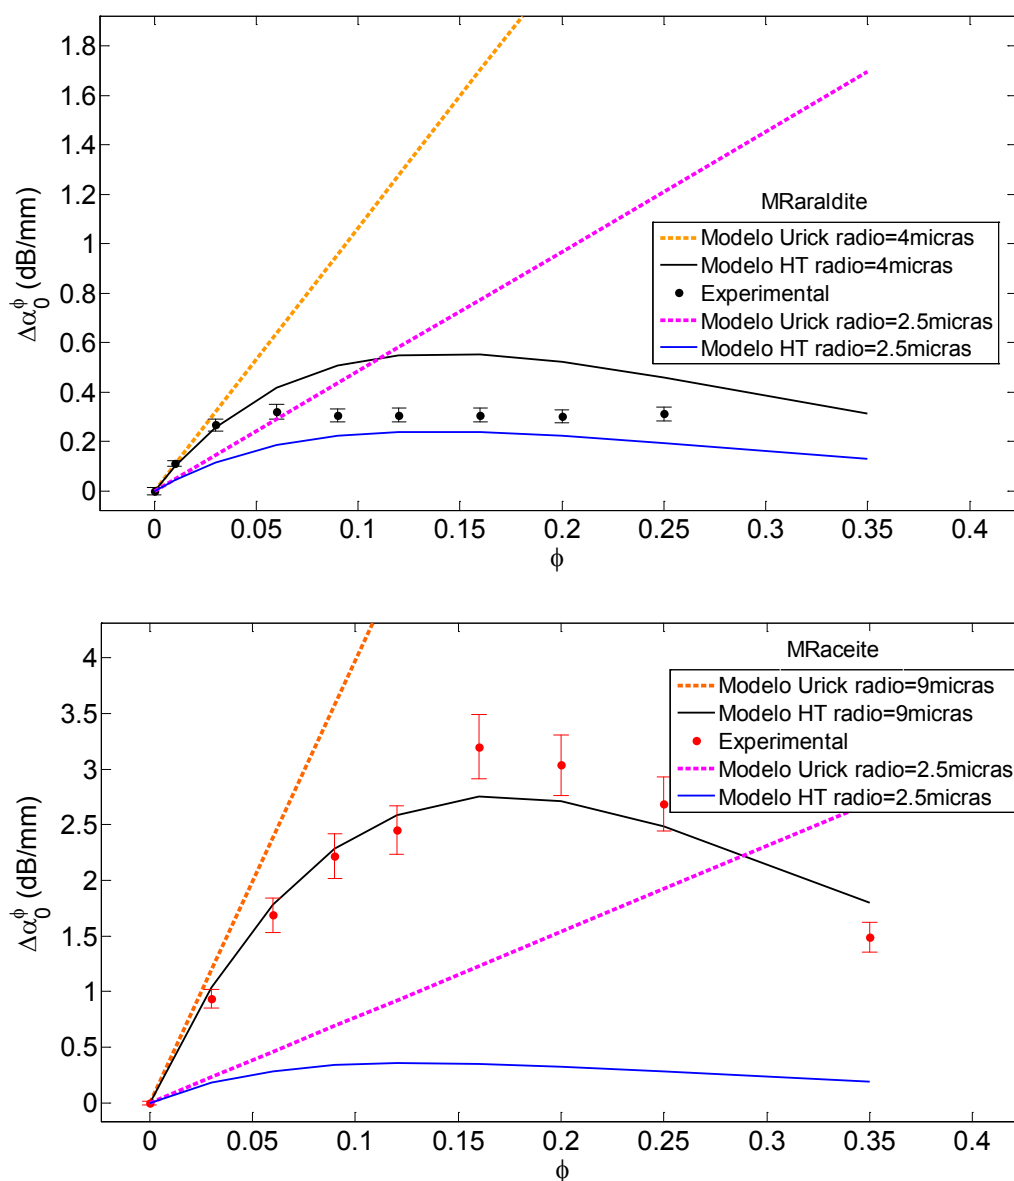 1.8
1.6
1.4
1.2
1
0.8
0.6
0.4
0.2
0
Δα₀^ϕ (dB/mm)
MRaraldite
Modelo Urick radio=4micras
Modelo HT radio=4micras
Experimental
Modelo Urick radio=2.5micras
Modelo HT radio=2.5micras
0 0.05 0.1 0.15 0.2 0.25 0.3 0.35 0.4
ϕ
4
3.5
3
2.5
2
1.5
1
0.5
0
Δα₀^ϕ (dB/mm)
MRaceite
Modelo Urick radio=9micras
Modelo HT radio=9micras
Experimental
Modelo Urick radio=2.5micras
Modelo HT radio=2.5micras
0 0.05 0.1 0.15 0.2 0.25 0.3 0.35 0.4
ϕ